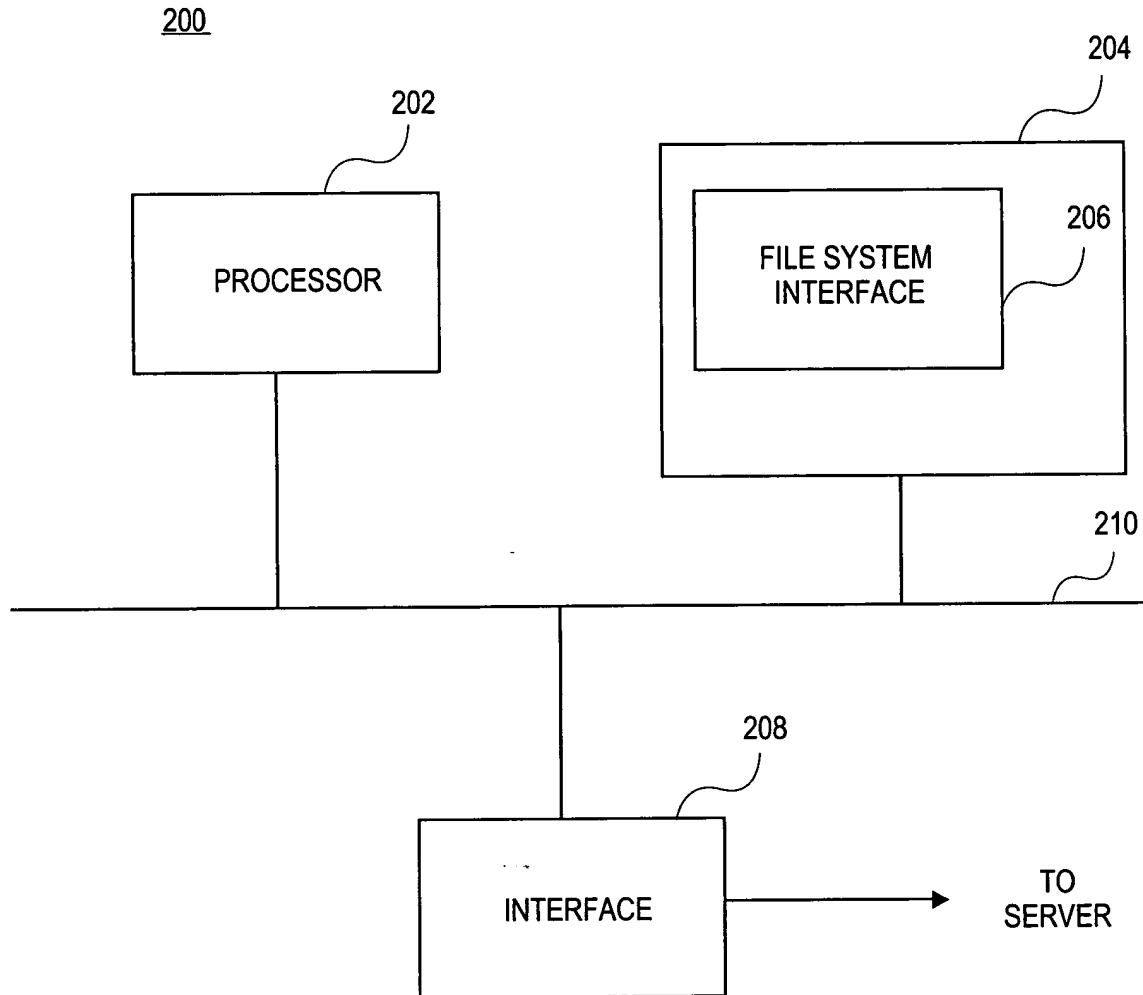 200
204
202
206
PROCESSOR
FILE SYSTEM
INTERFACE
210
208
INTERFACE
TO
SERVER